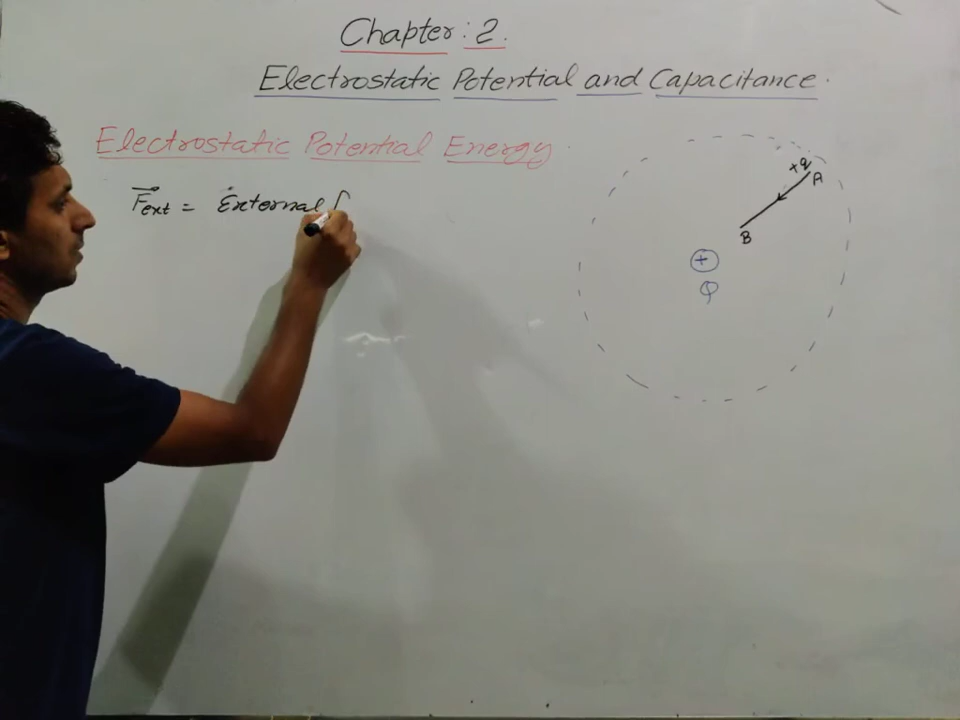 Chapter : 2.
Electrostatic Potential and Capacitance.
Electrostatic Potential Energy.
+q
A
F⃗ext = External f
B
+
Q